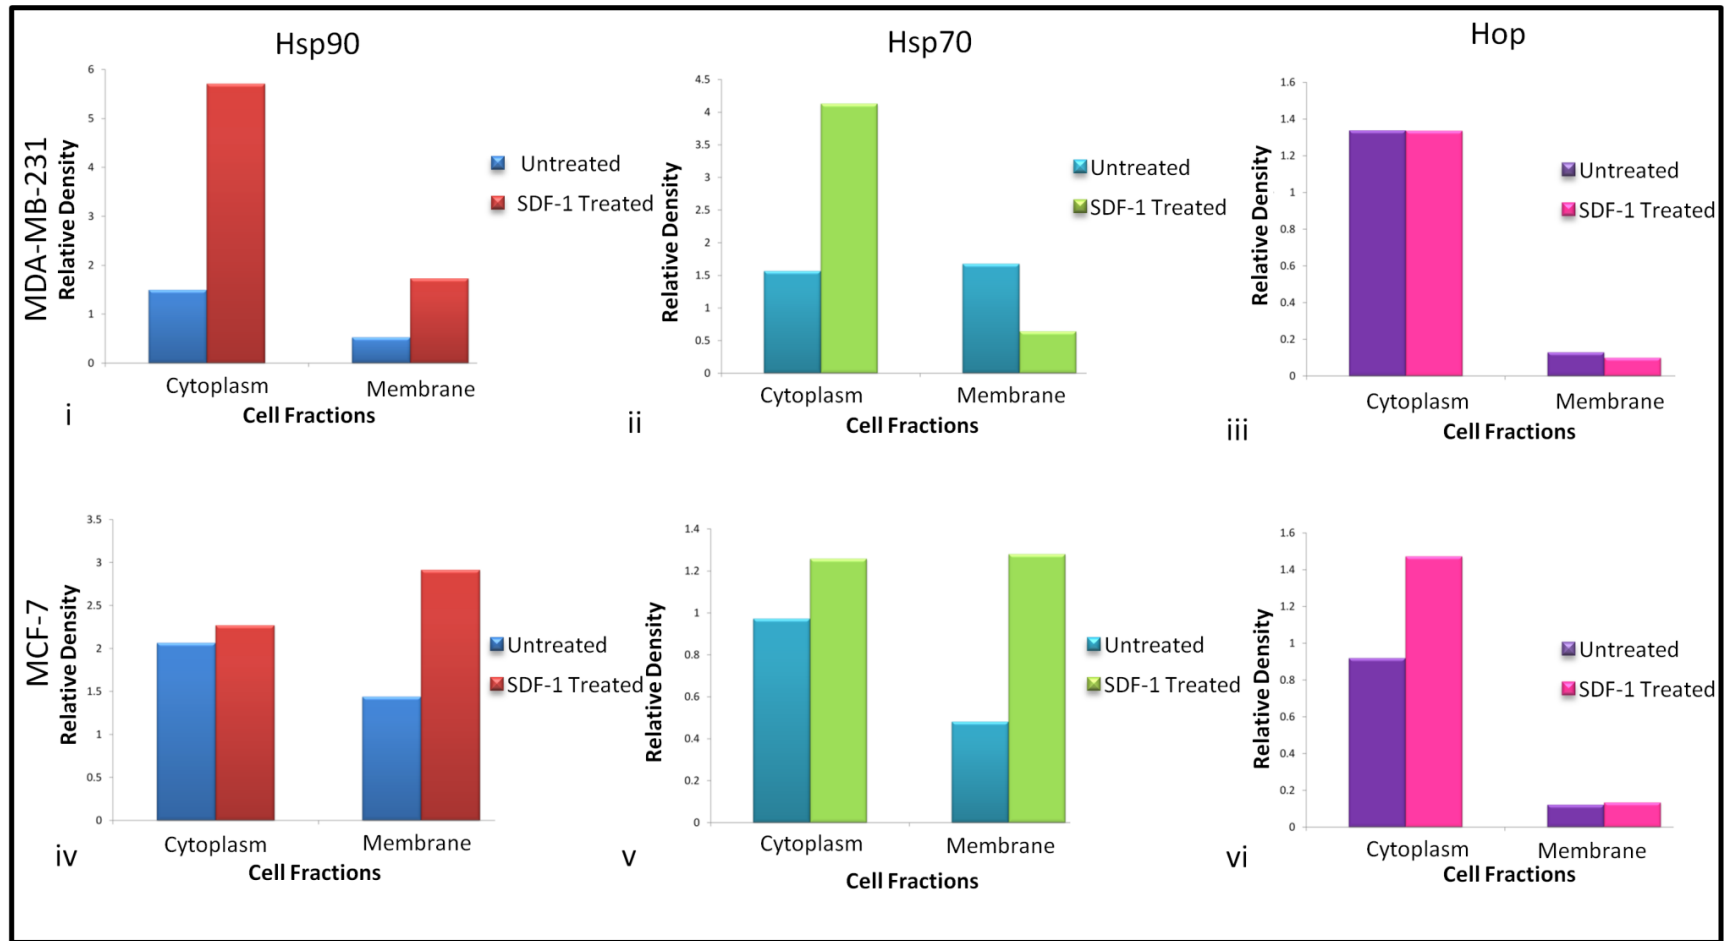 Hsp90
Hsp70
Hop
MDA-MB-231
Relative Density
6
5
4
3
2
1
0
Untreated
SDF-1 Treated
Cytoplasm
Membrane
Cell Fractions
i
Relative Density
4.5
4
3.5
3
2.5
2
1.5
1
0.5
0
Untreated
SDF-1 Treated
Cytoplasm
Membrane
Cell Fractions
ii
Relative Density
1.6
1.4
1.2
1
0.8
0.6
0.4
0.2
0
Untreated
SDF-1 Treated
Cytoplasm
Membrane
Cell Fractions
iii
MCF-7
Relative Density
3.5
3
2.5
2
1.5
1
0.5
0
Untreated
SDF-1 Treated
Cytoplasm
Membrane
Cell Fractions
iv
Relative Density
1.4
1.2
1
0.8
0.6
0.4
0.2
0
Untreated
SDF-1 Treated
Cytoplasm
Membrane
Cell Fractions
v
Relative Density
1.6
1.4
1.2
1
0.8
0.6
0.4
0.2
0
Untreated
SDF-1 Treated
Cytoplasm
Membrane
Cell Fractions
vi